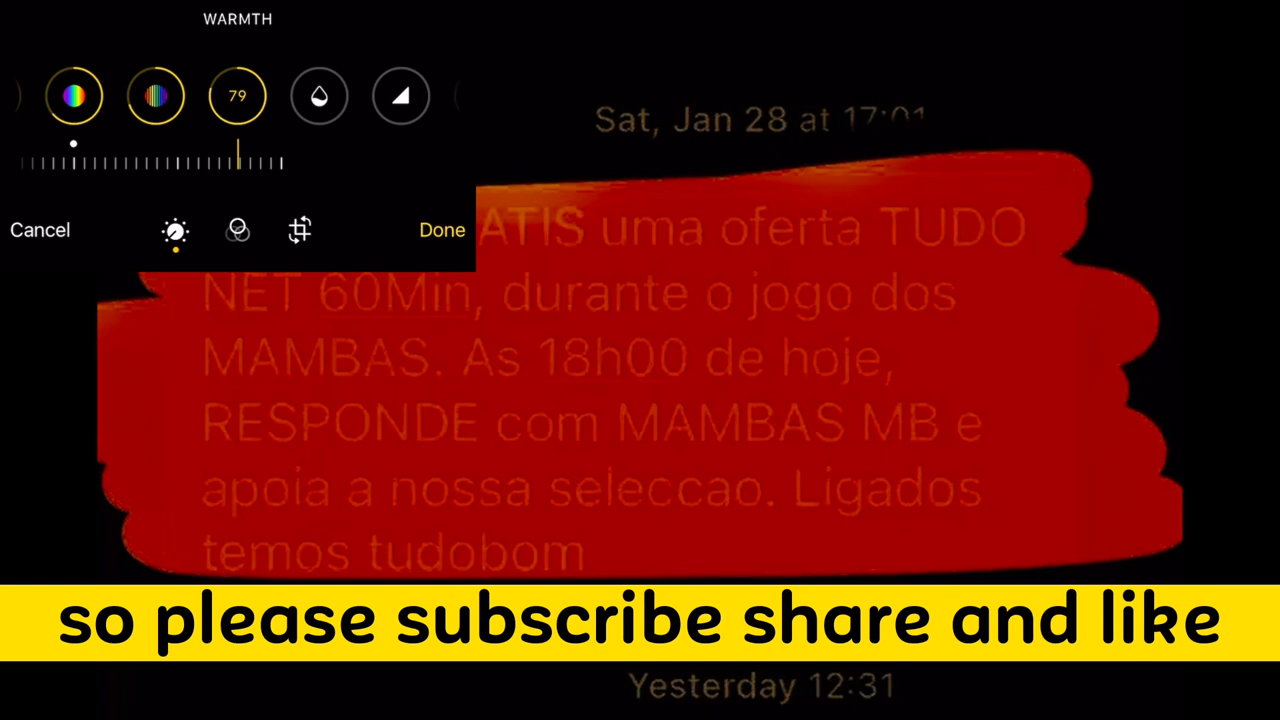 WARMTH
79
Cancel
Done
Sat, Jan 28 at 17:01
ATIS uma oferta TUDO
NET 60Min, durante o jogo dos
MAMBAS. As 18h00 de hoje,
RESPONDE com MAMBAS MB e
apoia a nossa seleccao. Ligados
temos tudobom
so please subscribe share and like
Yesterday 12:31